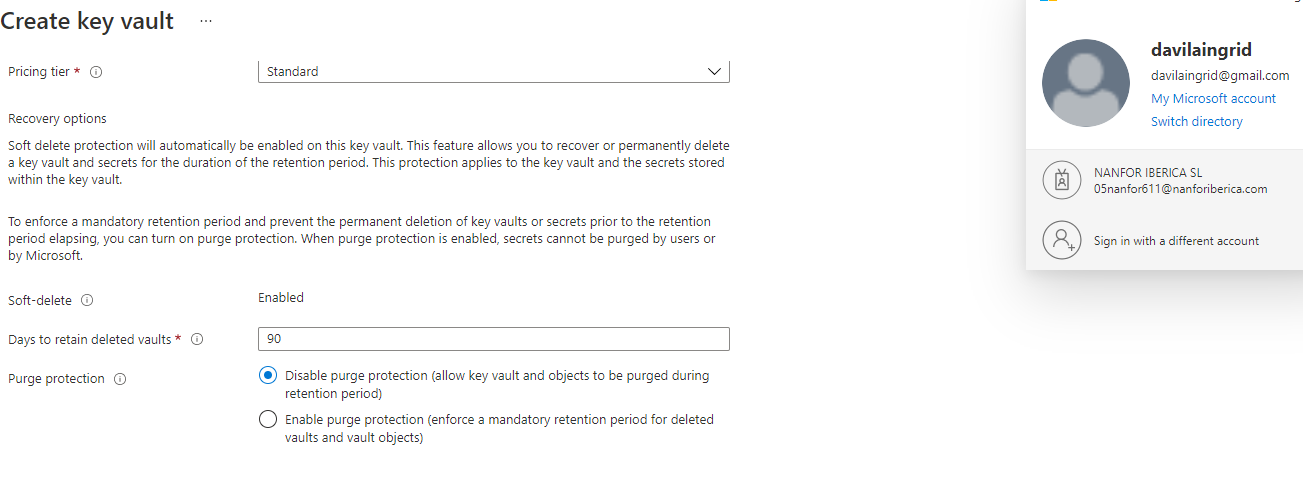 Create key vault ...
Pricing tier *
Standard
Recovery options
Soft delete protection will automatically be enabled on this key vault. This feature allows you to recover or permanently delete
a key vault and secrets for the duration of the retention period. This protection applies to the key vault and the secrets stored
within the key vault.
To enforce a mandatory retention period and prevent the permanent deletion of key vaults or secrets prior to the retention
period elapsing, you can turn on purge protection. When purge protection is enabled, secrets cannot be purged by users or
by Microsoft.
Soft-delete
Enabled
Days to retain deleted vaults *
90
Purge protection
Disable purge protection (allow key vault and objects to be purged during
retention period)
Enable purge protection (enforce a mandatory retention period for deleted
vaults and vault objects)
davilaingrid
davilaingrid@gmail.com
My Microsoft account
Switch directory
NANFOR IBERICA SL
05nanfor611@nanforiberica.com
Sign in with a different account